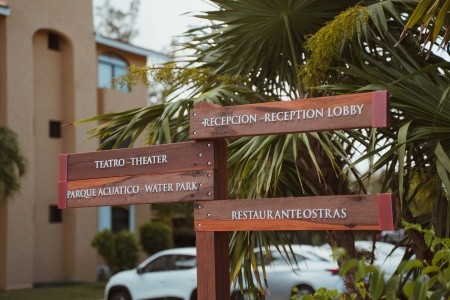 RECEPCION -RECEPTION LOBBY
TEATRO -THEATER
PARQUE ACUATICO -WATER PARK
RESTAURANTEOSTRAS